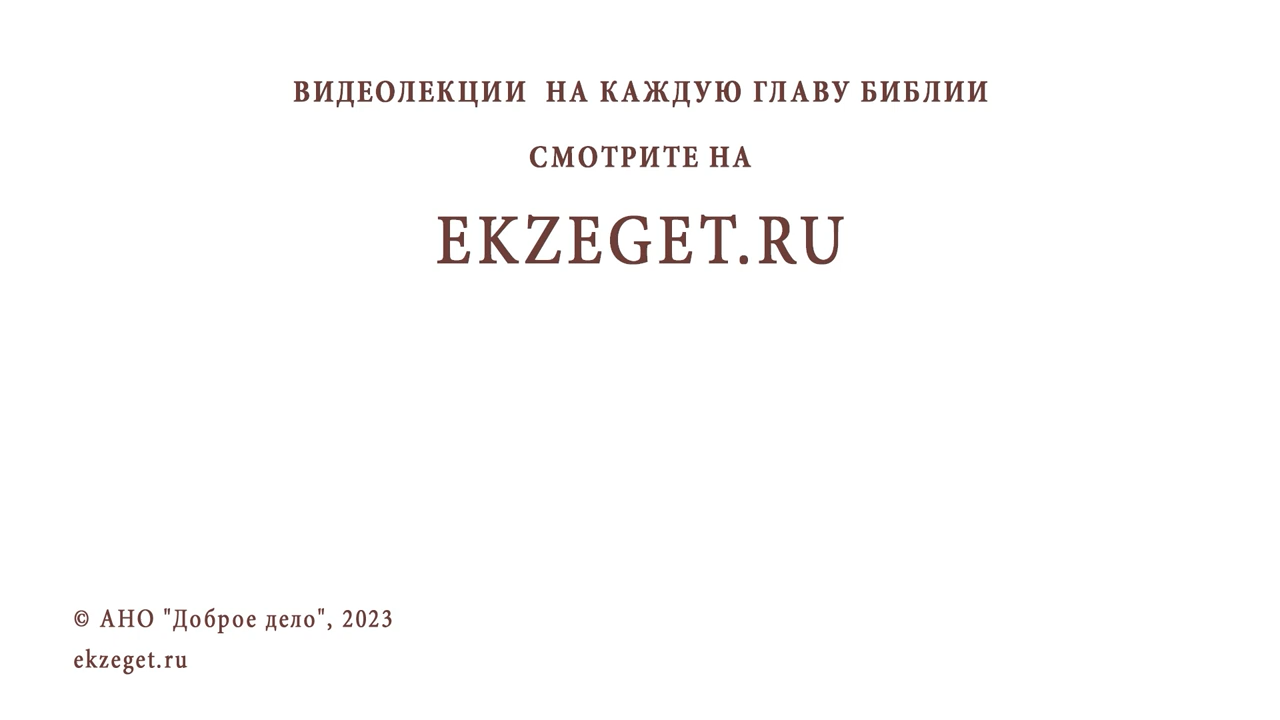 ВИДЕОЛЕКЦИИ НА КАЖДУЮ ГЛАВУ БИБЛИИ
СМОТРИТЕ НА
EKZEGET.RU
© АНО "Доброе дело", 2023
ekzeget.ru